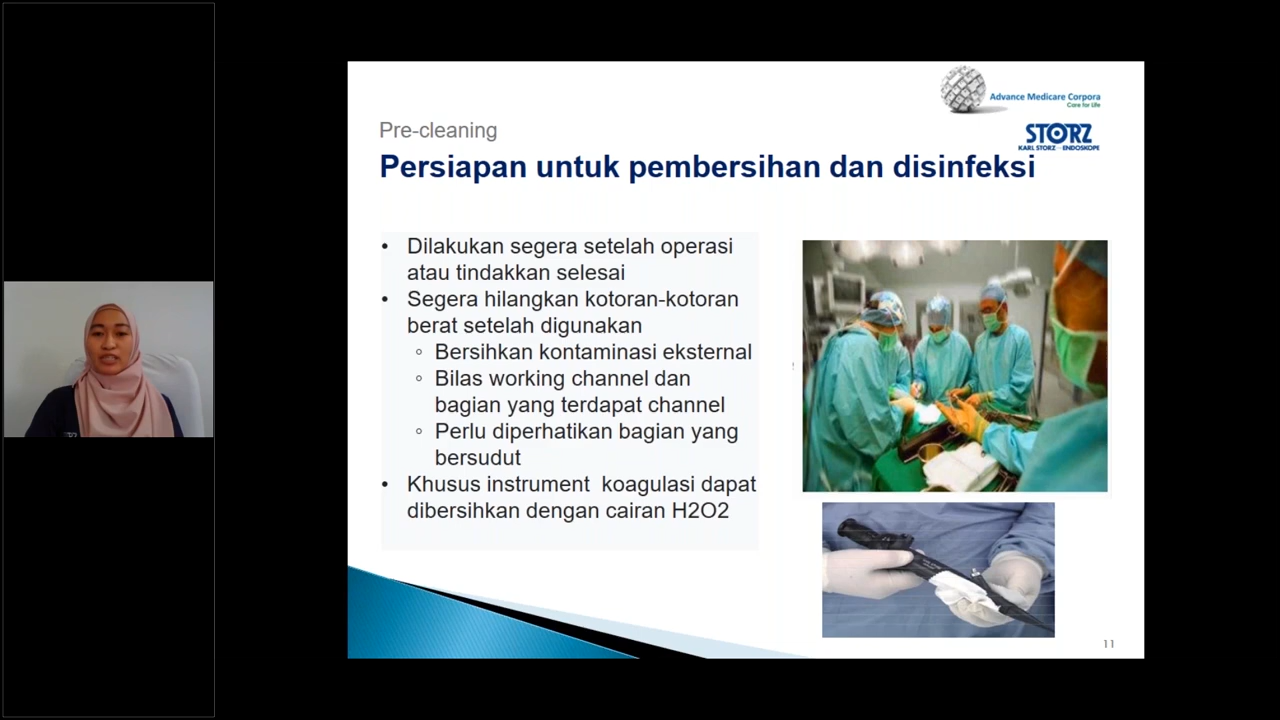 Advance Medicare Corpora
Care for Life
STORZ
KARL STORZ - ENDOSKOPE
Pre-cleaning
Persiapan untuk pembersihan dan disinfeksi
• Dilakukan segera setelah operasi
atau tindakkan selesai
• Segera hilangkan kotoran-kotoran
berat setelah digunakan
◦ Bersihkan kontaminasi eksternal
◦ Bilas working channel dan
bagian yang terdapat channel
◦ Perlu diperhatikan bagian yang
bersudut
• Khusus instrument koagulasi dapat
dibersihkan dengan cairan H2O2
11